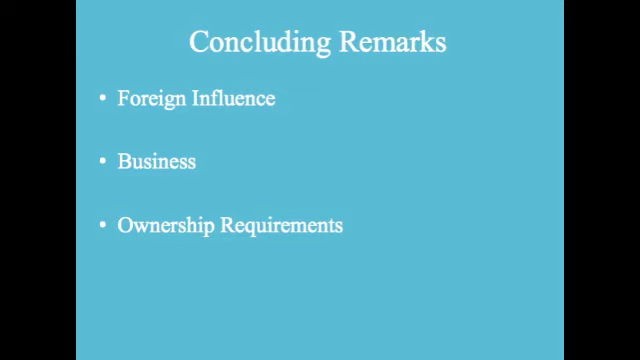 Concluding Remarks
• Foreign Influence
• Business
• Ownership Requirements